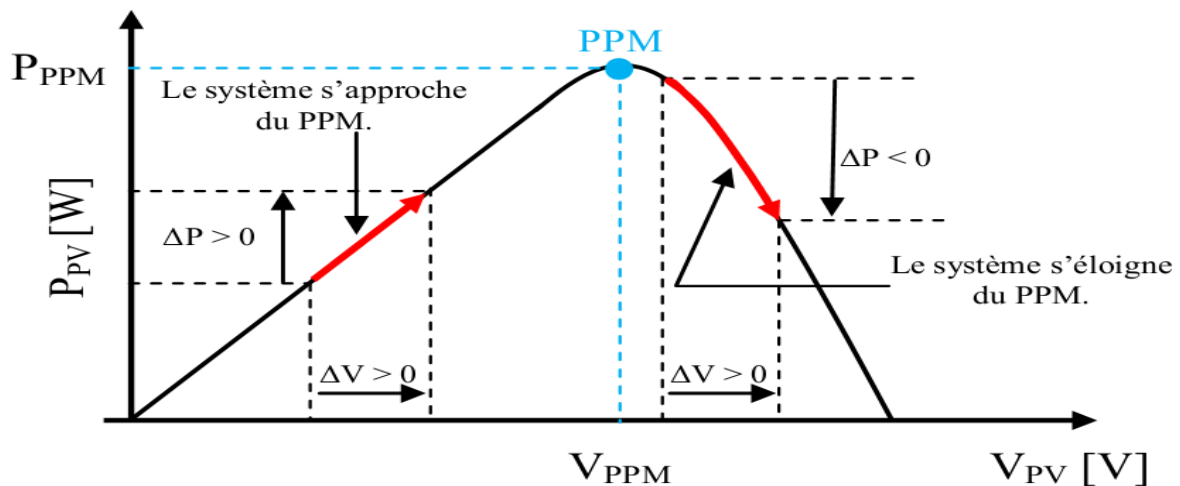 PPM
P_PPM
Le système s’approche
du PPM.
ΔP < 0
P_PV [W]
ΔP > 0
Le système s’éloigne
du PPM.
ΔV > 0
ΔV > 0
V_PPM
V_PV [V]